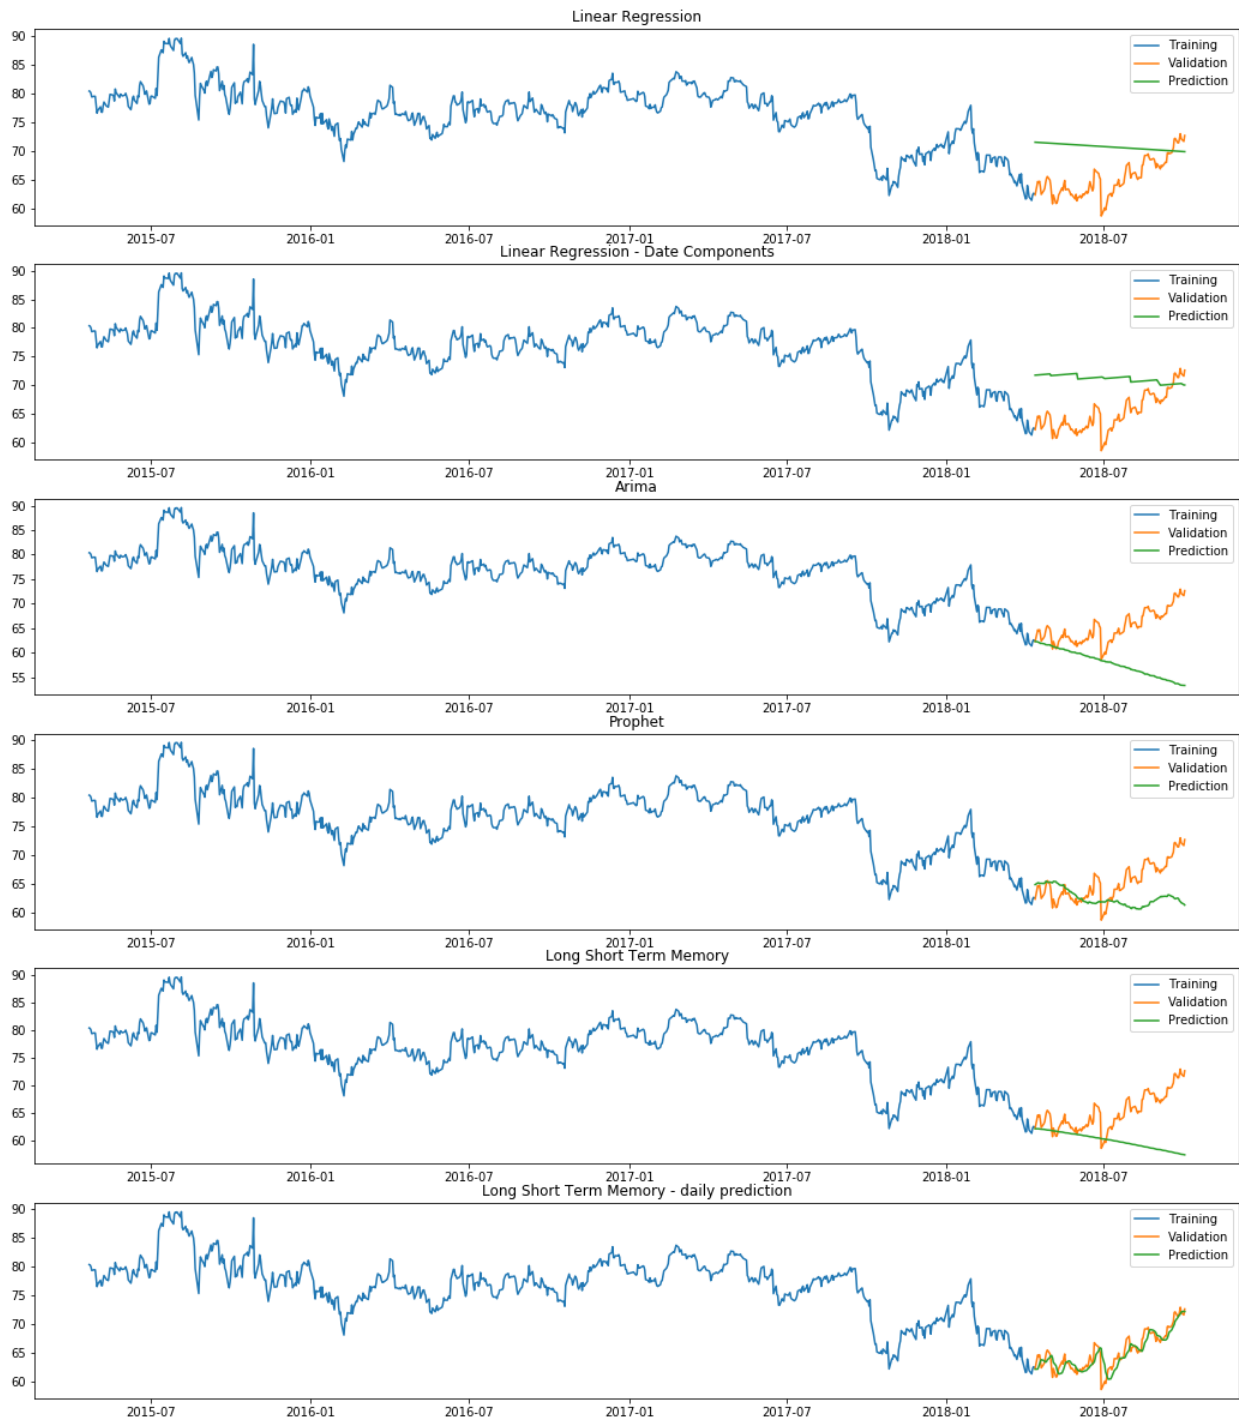 Linear Regression
90
85
80
75
70
65
60
Training
Validation
Prediction
2015-07 2016-01 2016-07 2017-01 2017-07 2018-01 2018-07
Linear Regression - Date Components
90
85
80
75
70
65
60
Training
Validation
Prediction
2015-07 2016-01 2016-07 2017-01 2017-07 2018-01 2018-07
Arima
90
85
80
75
70
65
60
55
Training
Validation
Prediction
2015-07 2016-01 2016-07 2017-01 2017-07 2018-01 2018-07
Prophet
90
85
80
75
70
65
60
Training
Validation
Prediction
2015-07 2016-01 2016-07 2017-01 2017-07 2018-01 2018-07
Long Short Term Memory
90
85
80
75
70
65
60
Training
Validation
Prediction
2015-07 2016-01 2016-07 2017-01 2017-07 2018-01 2018-07
Long Short Term Memory - daily prediction
90
85
80
75
70
65
60
Training
Validation
Prediction
2015-07 2016-01 2016-07 2017-01 2017-07 2018-01 2018-07